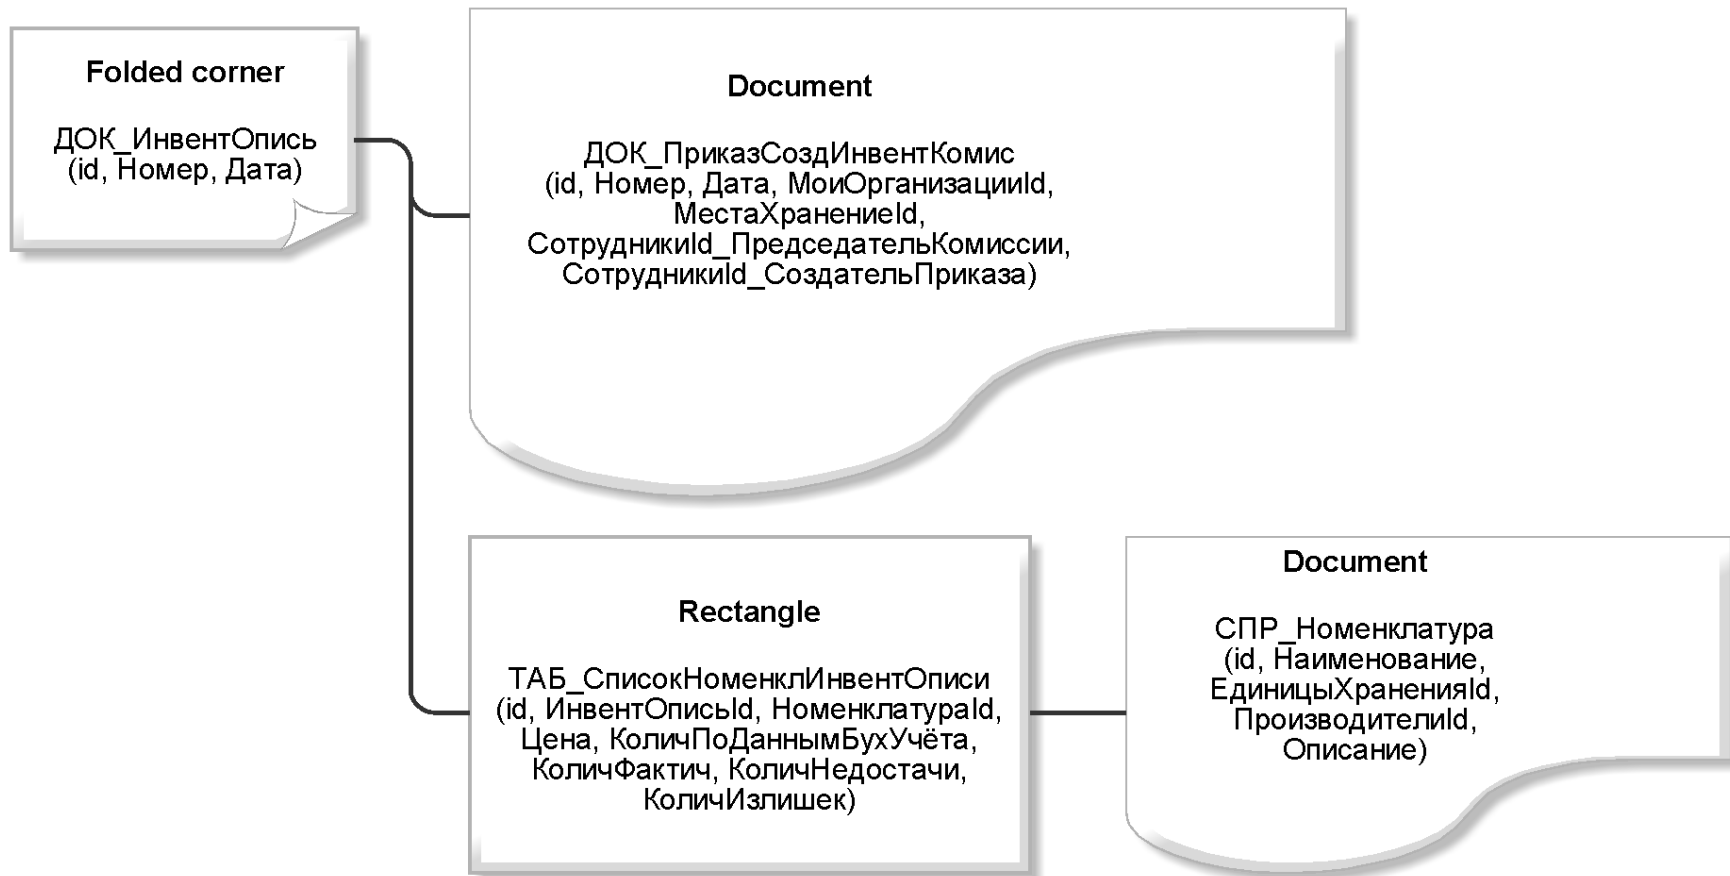 Folded corner
ДОК_ИнвентОпись
(id, Номер, Дата)
Document
ДОК_ПриказСоздИнвентКомис
(id, Номер, Дата, МоиОрганизацииId,
МестаХранениеId,
СотрудникиId_ПредседательКомиссии,
СотрудникиId_СоздательПриказа)
Rectangle
ТАБ_СписокНоменклИнвентОписи
(id, ИнвентОписьId, НоменклатураId,
Цена, КоличПоДаннымБухУчёта,
КоличФактич, КоличНедостачи,
КоличИзлишек)
Document
СПР_Номенклатура
(id, Наименование,
ЕдиницыХраненияId,
ПроизводителиId,
Описание)